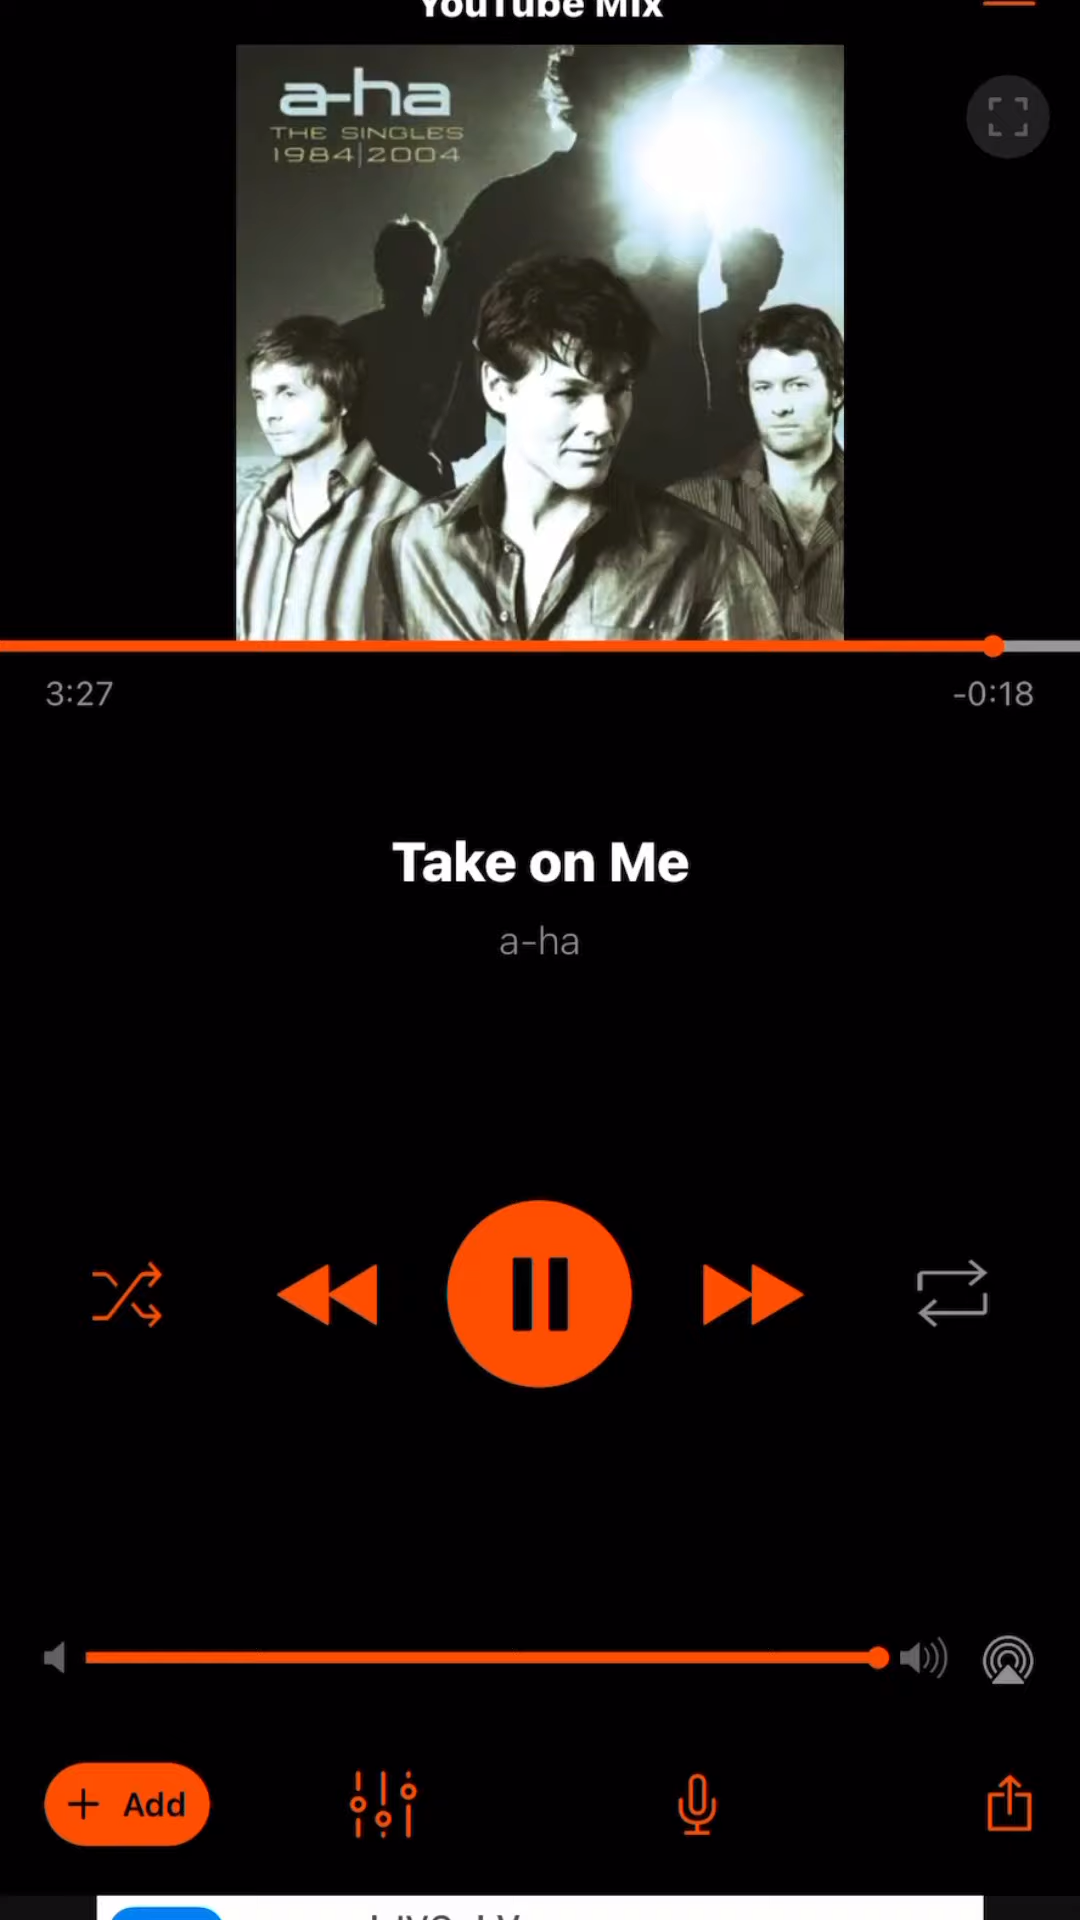 YouTube Mix
a-ha
THE SINGLES
1984|2004
3:27
-0:18
Take on Me
a-ha
+ Add